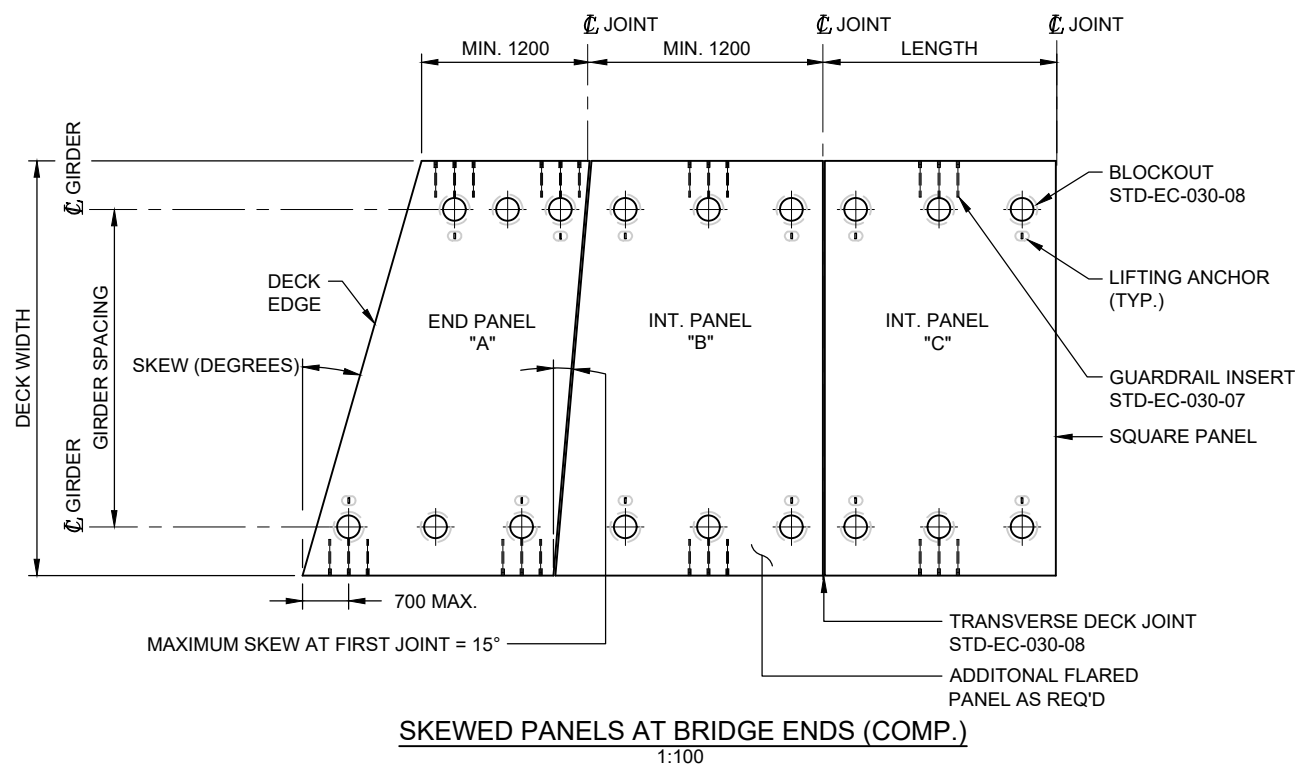 ℄ JOINT
℄ JOINT
℄ JOINT
MIN. 1200
MIN. 1200
LENGTH
℄ GIRDER
BLOCKOUT
STD-EC-030-08
LIFTING ANCHOR
(TYP.)
DECK
EDGE
END PANEL
"A"
INT. PANEL
"B"
INT. PANEL
"C"
DECK WIDTH
GIRDER SPACING
SKEW (DEGREES)
GUARDRAIL INSERT
STD-EC-030-07
SQUARE PANEL
℄ GIRDER
700 MAX.
MAXIMUM SKEW AT FIRST JOINT = 15°
TRANSVERSE DECK JOINT
STD-EC-030-08
ADDITONAL FLARED
PANEL AS REQ'D
SKEWED PANELS AT BRIDGE ENDS (COMP.)
1:100